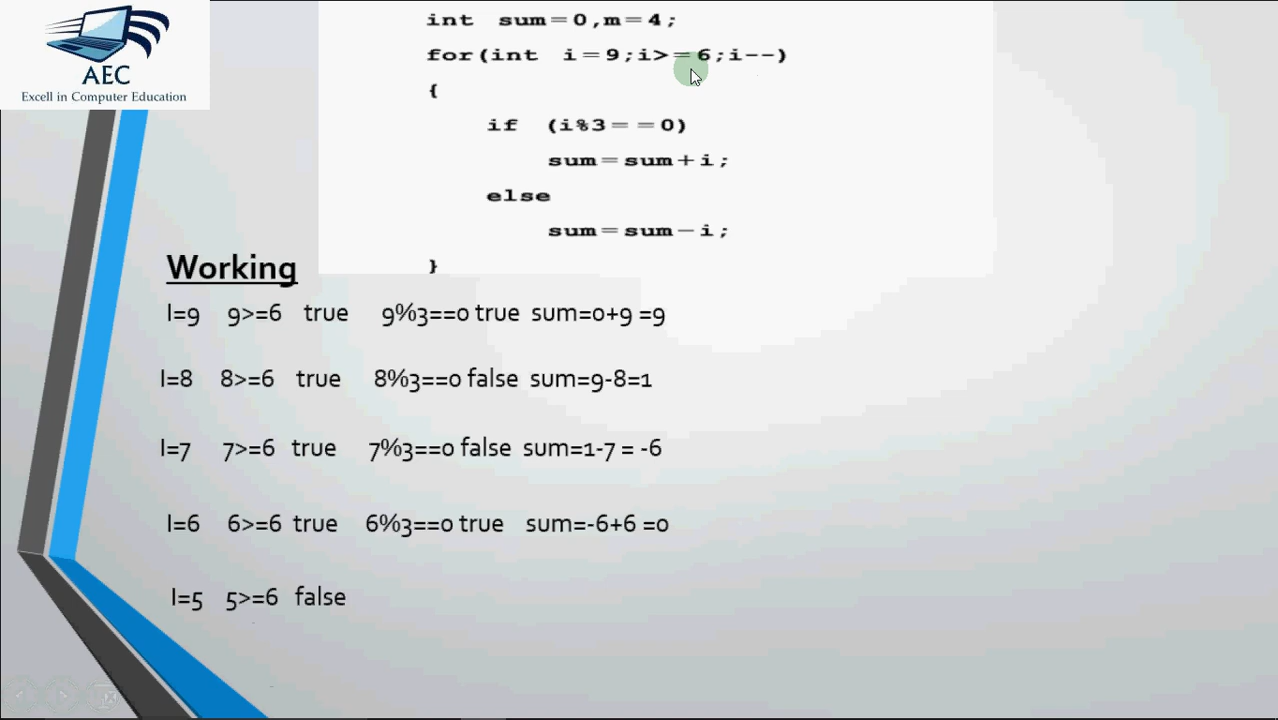 AEC
Excell in Computer Education
int sum=0,m=4;
for(int i=9;i>=6;i--)
{
if (i%3= =0)
sum=sum+i;
else
sum=sum-i;
}
Working
I=9 9>=6 true 9%3==0 true sum=0+9 =9
I=8 8>=6 true 8%3==0 false sum=9-8=1
I=7 7>=6 true 7%3==0 false sum=1-7 = -6
I=6 6>=6 true 6%3==0 true sum=-6+6 =0
I=5 5>=6 false